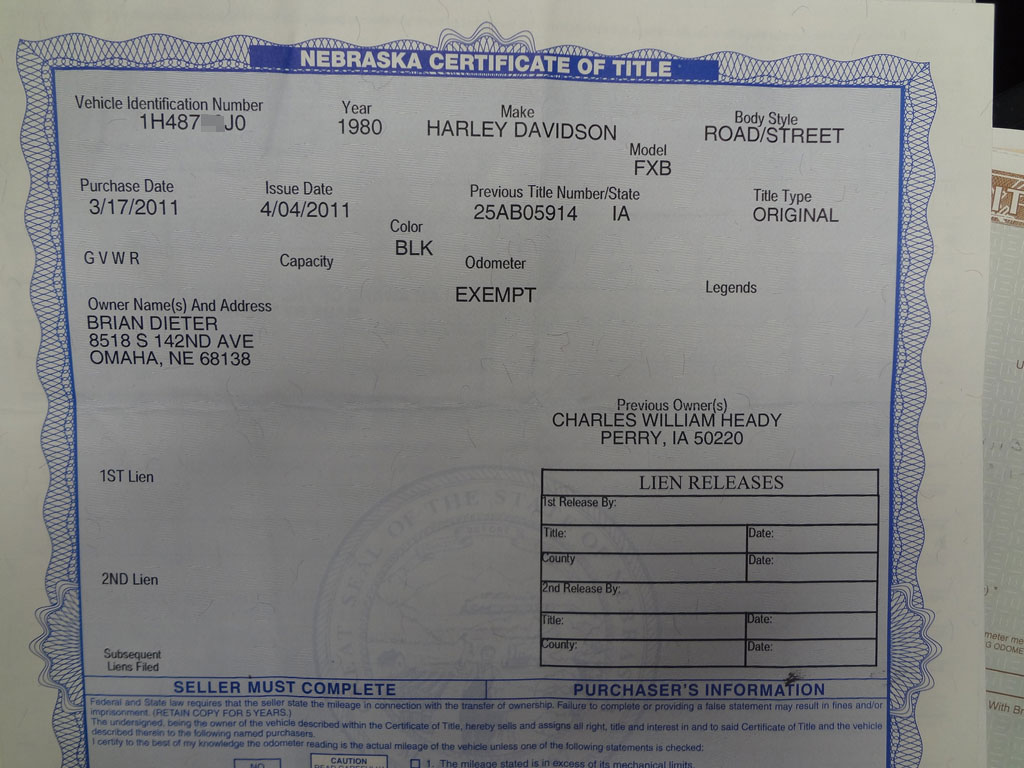 NEBRASKA CERTIFICATE OF TITLE
Vehicle Identification Number
1H487 J0
Year
1980
Make
HARLEY DAVIDSON
Body Style
ROAD/STREET
Model
FXB
Purchase Date
3/17/2011
Issue Date
4/04/2011
Previous Title Number/State
25AB05914 IA
Title Type
ORIGINAL
Color
BLK
G V W R
Capacity
Odometer
EXEMPT
Legends
Owner Name(s) And Address
BRIAN DIETER
8518 S 142ND AVE
OMAHA, NE 68138
Previous Owner(s)
CHARLES WILLIAM HEADY
PERRY, IA 50220
1ST Lien
2ND Lien
Subsequent
Liens Filed
LIEN RELEASES
1st Release By:
Title: Date:
County Date:
2nd Release By:
Title: Date:
County: Date:
SEAL OF THE STATE OF
SELLER MUST COMPLETE
PURCHASER'S INFORMATION
Federal and State law requires that the seller state the mileage in connection with the transfer of ownership. Failure to complete or providing a false statement may result in fines and/or
imprisonment. (RETAIN COPY FOR 5 YEARS.)
The undersigned, being the owner of the vehicle described within the Certificate of Title, hereby sells and assigns all right, title and interest in and to said Certificate of Title and the vehicle
described therein to the following named purchasers.
I certify to the best of my knowledge the odometer reading is the actual mileage of the vehicle unless one of the following statements is checked:
NO
CAUTION
1. The mileage stated is in excess of its mechanical limits.
With Br